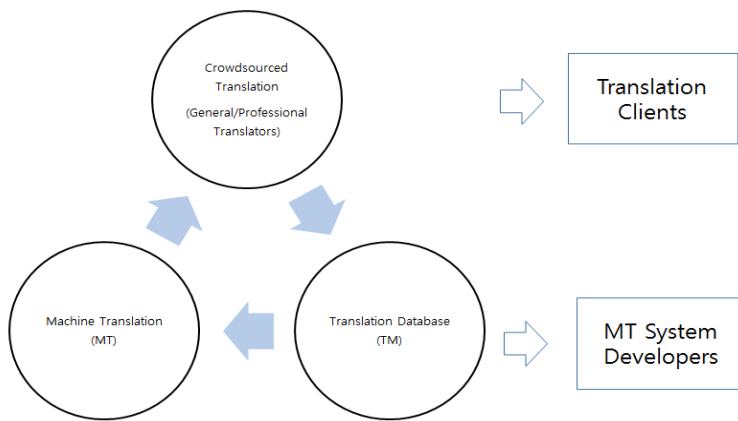 Crowdsourced
Translation
(General/Professional
Translators)
Translation
Clients
Machine Translation
(MT)
Translation Database
(TM)
MT System
Developers